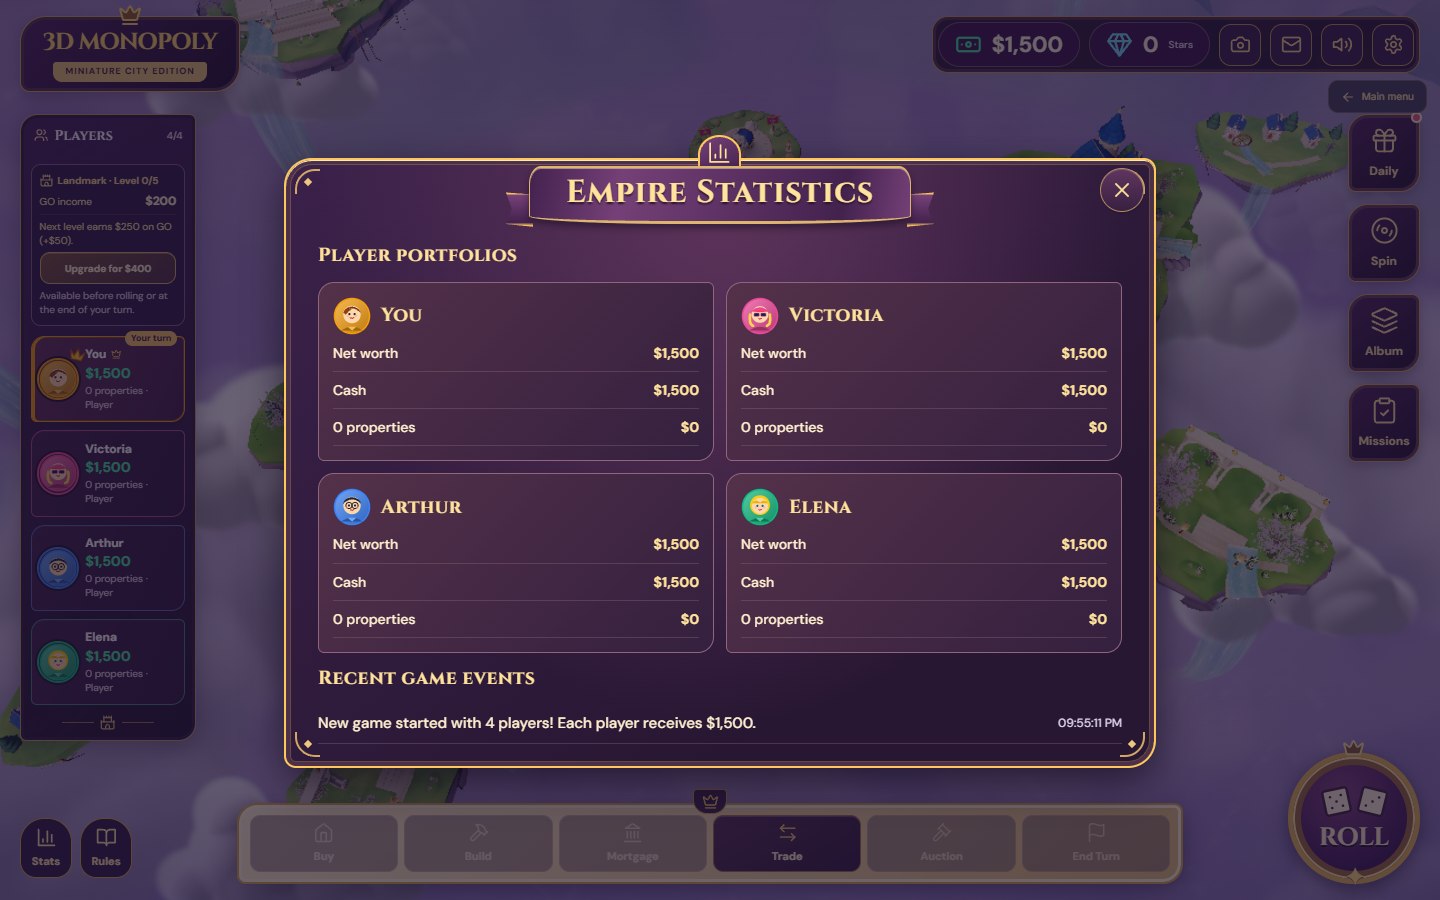 3D MONOPOLY
MINIATURE CITY EDITION
$1,500
0 Stars
Main menu
PLAYERS 4/4
Landmark · Level 0/5
GO income $200
Next level earns $250 on GO
(+$50).
Upgrade for $400
Available before rolling or at
the end of your turn.
Your turn
You
$1,500
0 properties ·
Player
Victoria
$1,500
0 properties ·
Player
Arthur
$1,500
0 properties ·
Player
Elena
$1,500
0 properties ·
Player
EMPIRE STATISTICS
PLAYER PORTFOLIOS
YOU
Net worth $1,500
Cash $1,500
0 properties $0
VICTORIA
Net worth $1,500
Cash $1,500
0 properties $0
ARTHUR
Net worth $1,500
Cash $1,500
0 properties $0
ELENA
Net worth $1,500
Cash $1,500
0 properties $0
RECENT GAME EVENTS
New game started with 4 players! Each player receives $1,500. 09:55:11 PM
Daily
Spin
Album
Missions
Stats
Rules
Buy
Build
Mortgage
Trade
Auction
End Turn
ROLL